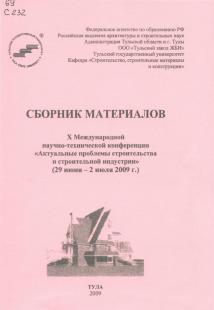 69
С 232
Федеральное агентство по образованию РФ
Российская академия архитектуры и строительных наук
Администрация Тульской области и г. Тулы
ООО «Тульский завод ЖБИ»
Тульский государственный университет
Кафедра «Строительство, строительные материалы
и конструкции»
СБОРНИК МАТЕРИАЛОВ
X Международной
научно-технической конференции
«Актуальные проблемы строительства
и строительной индустрии»
(29 июня – 2 июля 2009 г.)
ТУЛА
2009